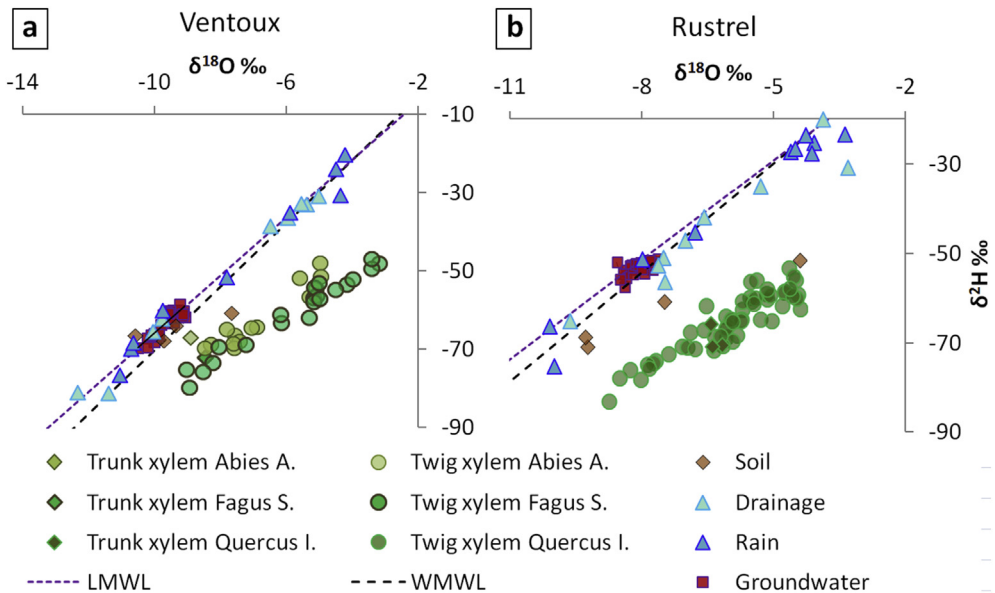 a Ventoux
δ18O ‰
-14 -10 -6 -2
-10
-30
-50
-70
-90
b Rustrel
δ18O ‰
-11 -8 -5 -2
-30
-50
-70
-90
δ2H ‰
Trunk xylem Abies A. Twig xylem Abies A. Soil
Trunk xylem Fagus S. Twig xylem Fagus S. Drainage
Trunk xylem Quercus I. Twig xylem Quercus I. Rain
LMWL WMWL Groundwater